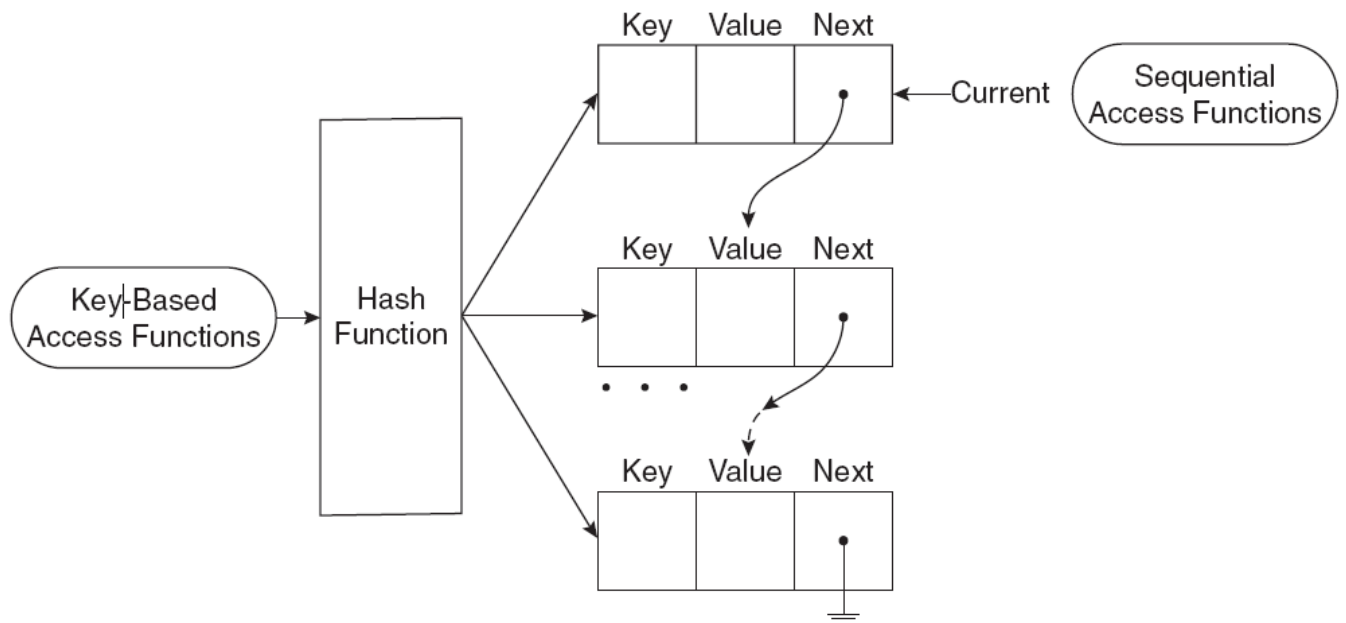 Key Value Next
Current
Sequential
Access Functions
Key Value Next
Key-Based
Access Functions
Hash
Function
Key Value Next